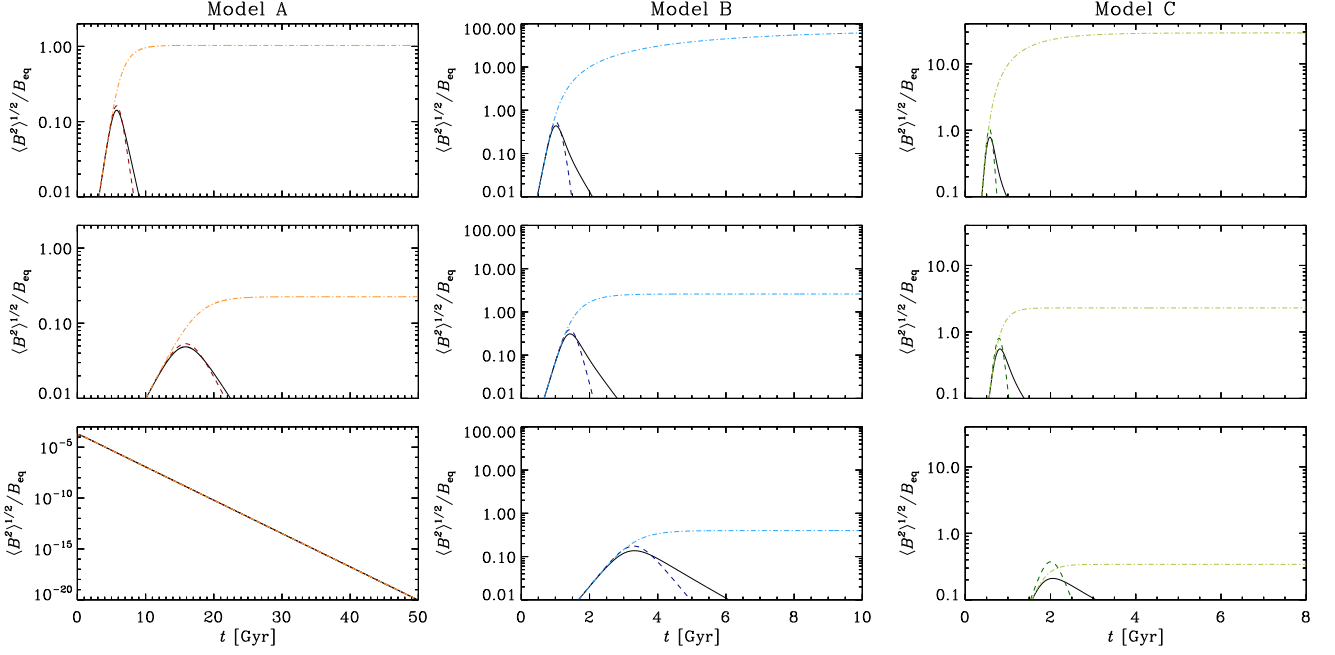 Model A Model B Model C
⟨B²⟩^1/2/B_eq ⟨B²⟩^1/2/B_eq ⟨B²⟩^1/2/B_eq
1.00 100.00 10.0
0.10 10.00 1.0
0.01 1.00 0.1
0.10
0.01
⟨B²⟩^1/2/B_eq ⟨B²⟩^1/2/B_eq ⟨B²⟩^1/2/B_eq
1.00 100.00 10.0
0.10 10.00 1.0
0.01 1.00 0.1
0.10
0.01
⟨B²⟩^1/2/B_eq ⟨B²⟩^1/2/B_eq ⟨B²⟩^1/2/B_eq
10^−5 100.00 10.0
10^−10 10.00 1.0
10^−15 1.00 0.1
10^−20 0.10
0.01
0 10 20 30 40 50 0 2 4 6 8 10 0 2 4 6 8
t [Gyr] t [Gyr] t [Gyr]